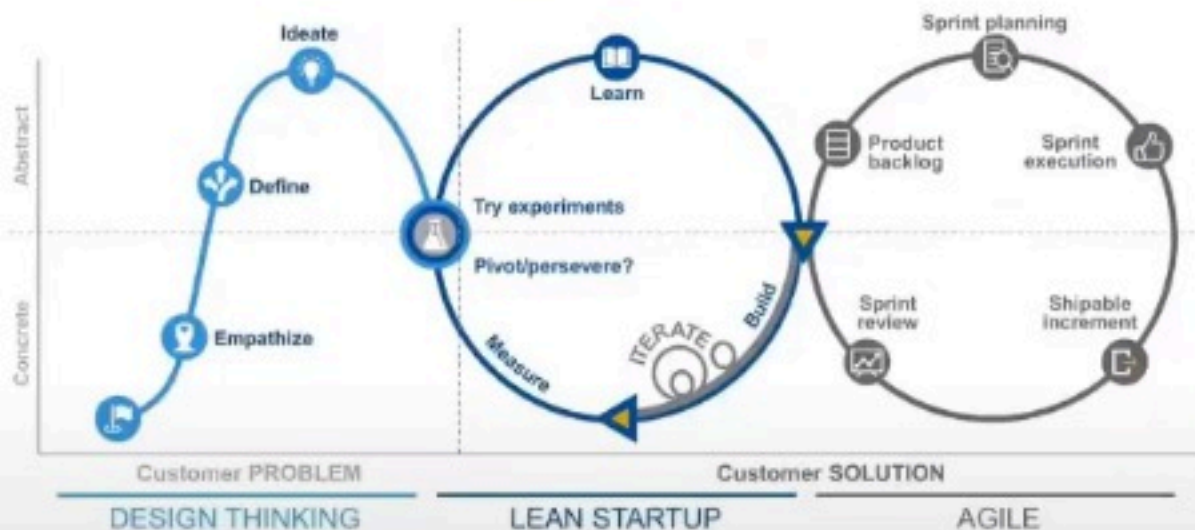 Abstract
Concrete
Ideate
Define
Empathize
Learn
Try experiments
Pivot/persevere?
Measure
ITERATE
Build
Sprint planning
Product
backlog
Sprint
execution
Sprint
review
Shipable
increment
Customer PROBLEM
Customer SOLUTION
DESIGN THINKING
LEAN STARTUP
AGILE